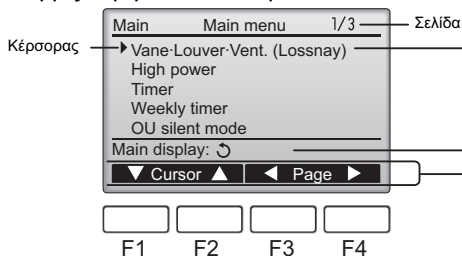 Main Main menu 1/3 Σελίδα
Κέρσορας Vane·Louver·Vent. (Lossnay)
High power
Timer
Weekly timer
OU silent mode
Main display:
Cursor Page
F1 F2 F3 F4